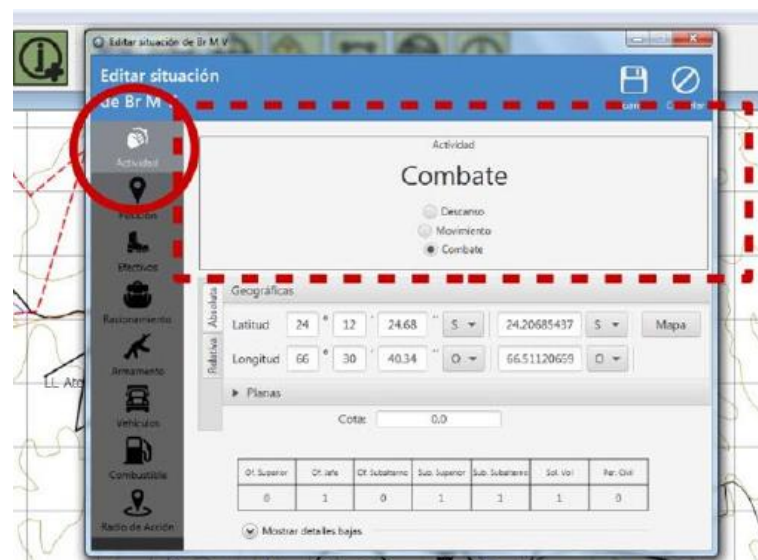 Editar situación de Br M V
Editar situación
de Br M V
Actividad
Posición
Efectivos
Racionamiento
Armamento
Vehículos
Combustible
Radio de Acción
Actividad
Combate
Descanso
Movimiento
Combate
Absoluta
Relativa
Geográficas
Latitud 24 ° 12 ' 24.68 '' S 24.20685437 S Mapa
Longitud 66 ° 30 ' 40.34 '' O 66.51120659 O
Planas
Cota: 0.0
Of. Superior Of. Jefe Of. Subalterno Sub. Superior Sub. Subalterno Sol. Vol Per. Civil
0 1 0 1 1 1 0
Mostrar detalles bajas